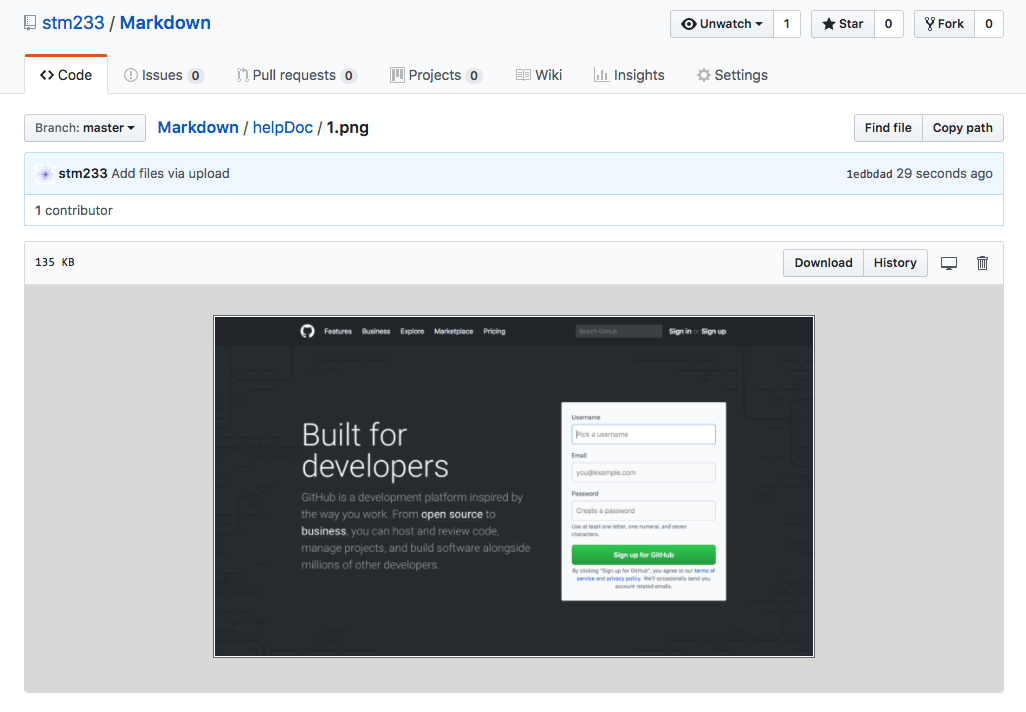 stm233 / Markdown
Unwatch 1 Star 0 Fork 0
Code Issues 0 Pull requests 0 Projects 0 Wiki Insights Settings
Branch: master Markdown / helpDoc / 1.png Find file Copy path
stm233 Add files via upload 1edbdad 29 seconds ago
1 contributor
135 KB Download History
Features Business Explore Marketplace Pricing Search GitHub Sign in or Sign up
Built for
developers
GitHub is a development platform inspired by
the way you work. From open source to
business, you can host and review code,
manage projects, and build software alongside
millions of other developers.
Username
Pick a username
Email
you@example.com
Password
Create a password
Use at least one letter, one numeral, and seven
characters.
Sign up for GitHub
By clicking "Sign up for GitHub", you agree to our terms of
service and privacy policy. We'll occasionally send you
account related emails.